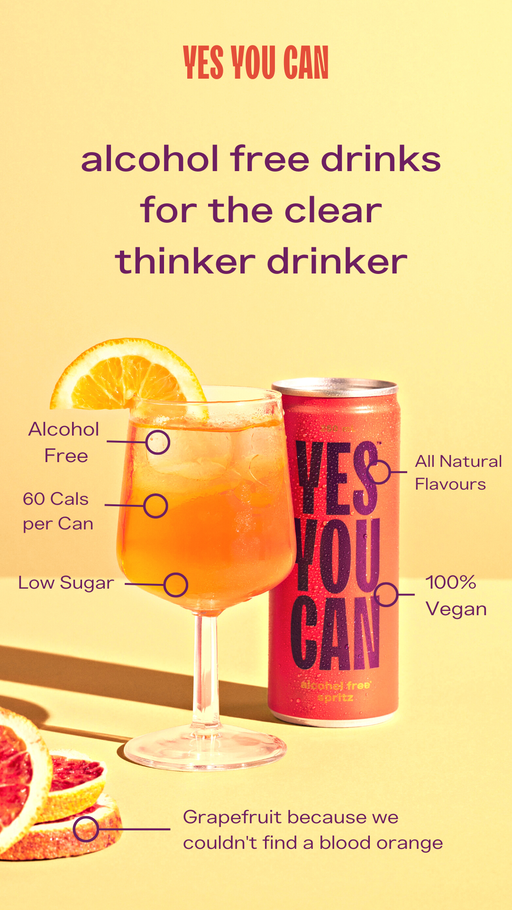 YES YOU CAN
alcohol free drinks
for the clear
thinker drinker
Alcohol
Free
60 Cals
per Can
Low Sugar
All Natural
Flavours
100%
Vegan
YES
™
YOU
CAN
alcohol free
spritz
Grapefruit because we
couldn't find a blood orange